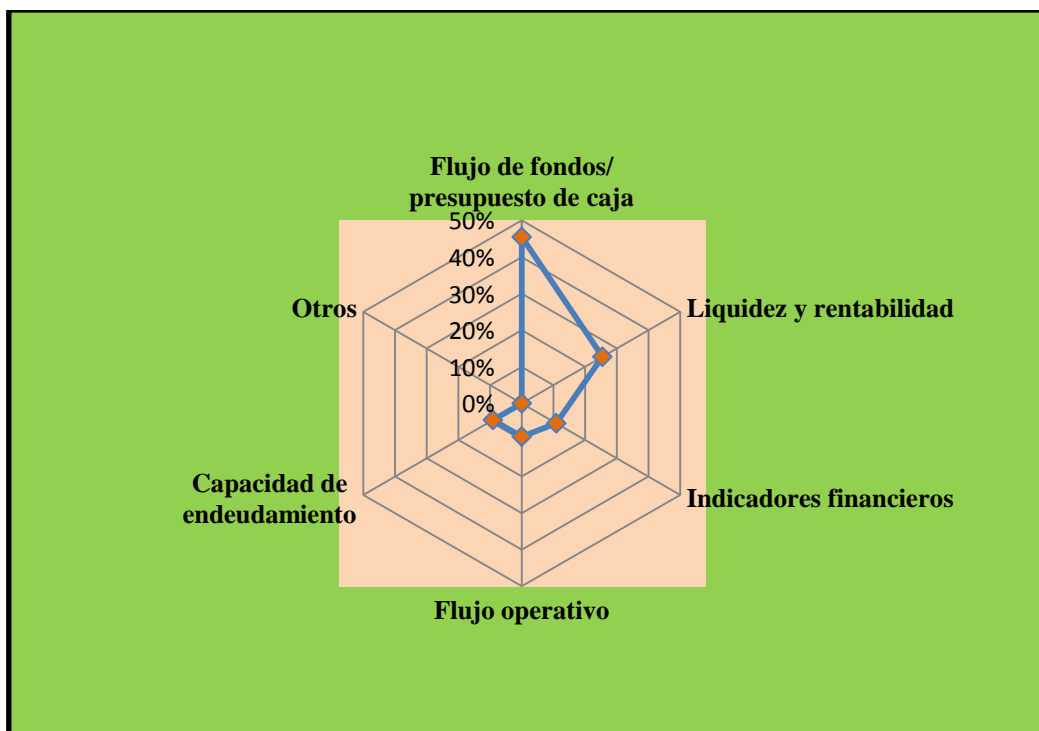 Flujo de fondos/
presupuesto de caja
50%
40%
30%
20%
10%
0%
Otros
Liquidez y rentabilidad
Capacidad de
endeudamiento
Indicadores financieros
Flujo operativo